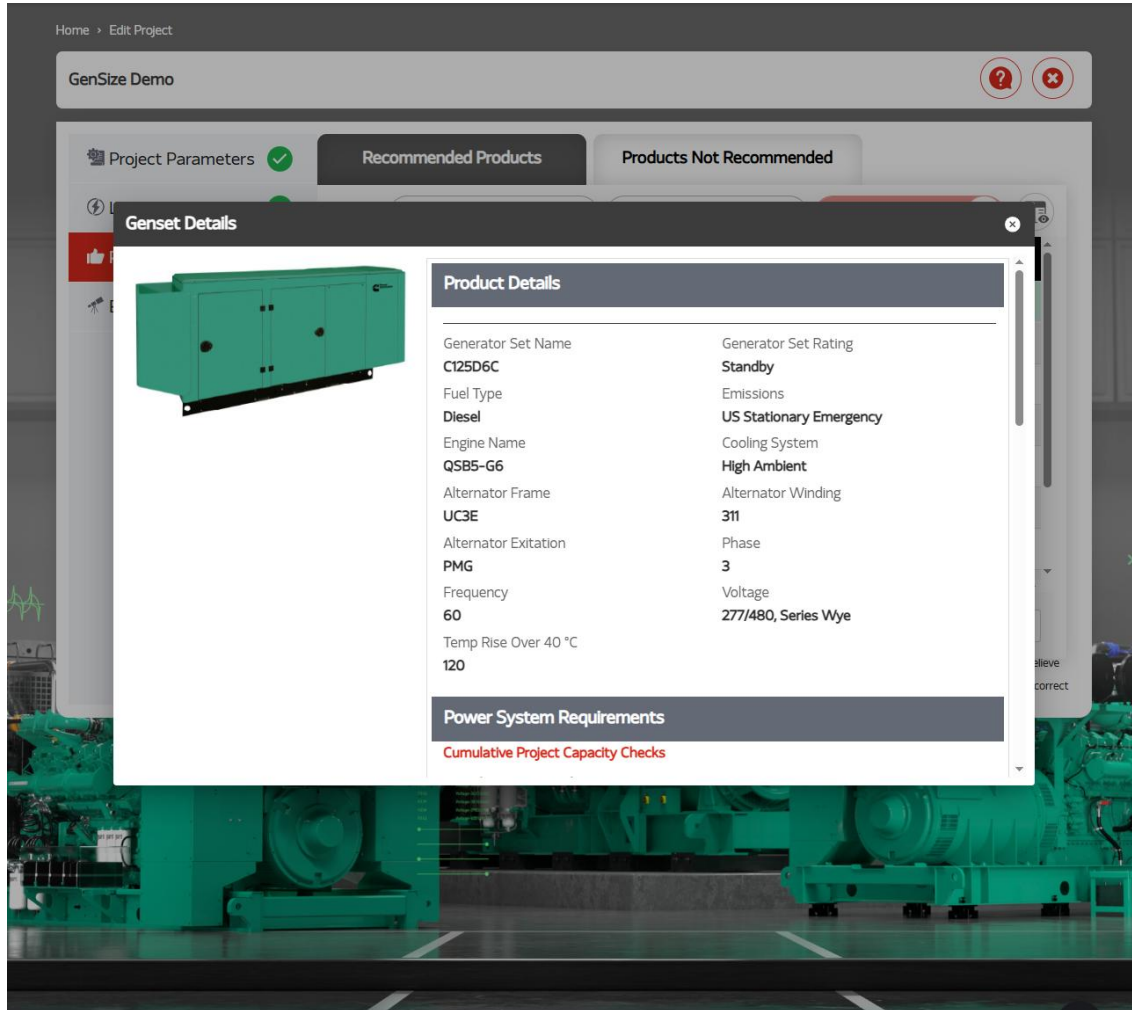 Home › Edit Project
GenSize Demo
Project Parameters
Recommended Products
Products Not Recommended
Genset Details
Product Details
Generator Set Name
Generator Set Rating
C125D6C
Standby
Fuel Type
Emissions
Diesel
US Stationary Emergency
Engine Name
Cooling System
QSB5-G6
High Ambient
Alternator Frame
Alternator Winding
UC3E
311
Alternator Exitation
Phase
PMG
3
Frequency
Voltage
60
277/480, Series Wye
Temp Rise Over 40 °C
120
elieve
correct
Power System Requirements
Cumulative Project Capacity Checks